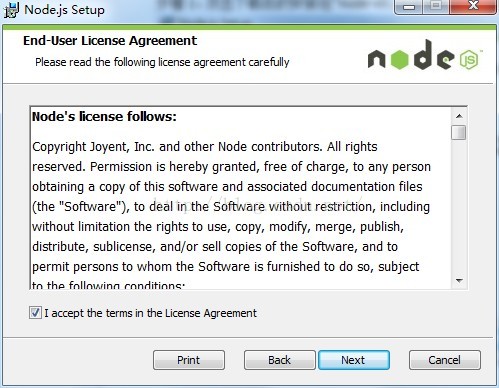 Node.js Setup
End-User License Agreement
Please read the following license agreement carefully
node
JS
Node's license follows:
Copyright Joyent, Inc. and other Node contributors. All rights
reserved. Permission is hereby granted, free of charge, to any person
obtaining a copy of this software and associated documentation files
(the "Software"), to deal in the Software without restriction, including
without limitation the rights to use, copy, modify, merge, publish,
distribute, sublicense, and/or sell copies of the Software, and to
permit persons to whom the Software is furnished to do so, subject
to the following conditions:
I accept the terms in the License Agreement
Print
Back
Next
Cancel